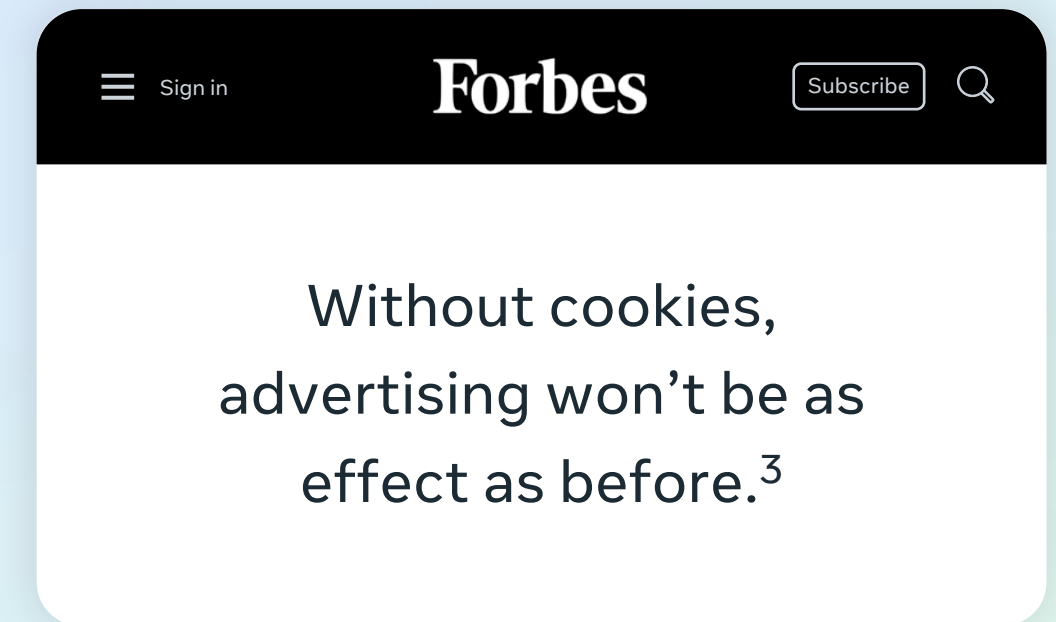 Sign in
Forbes
Subscribe
Without cookies,
advertising won’t be as
effect as before.³